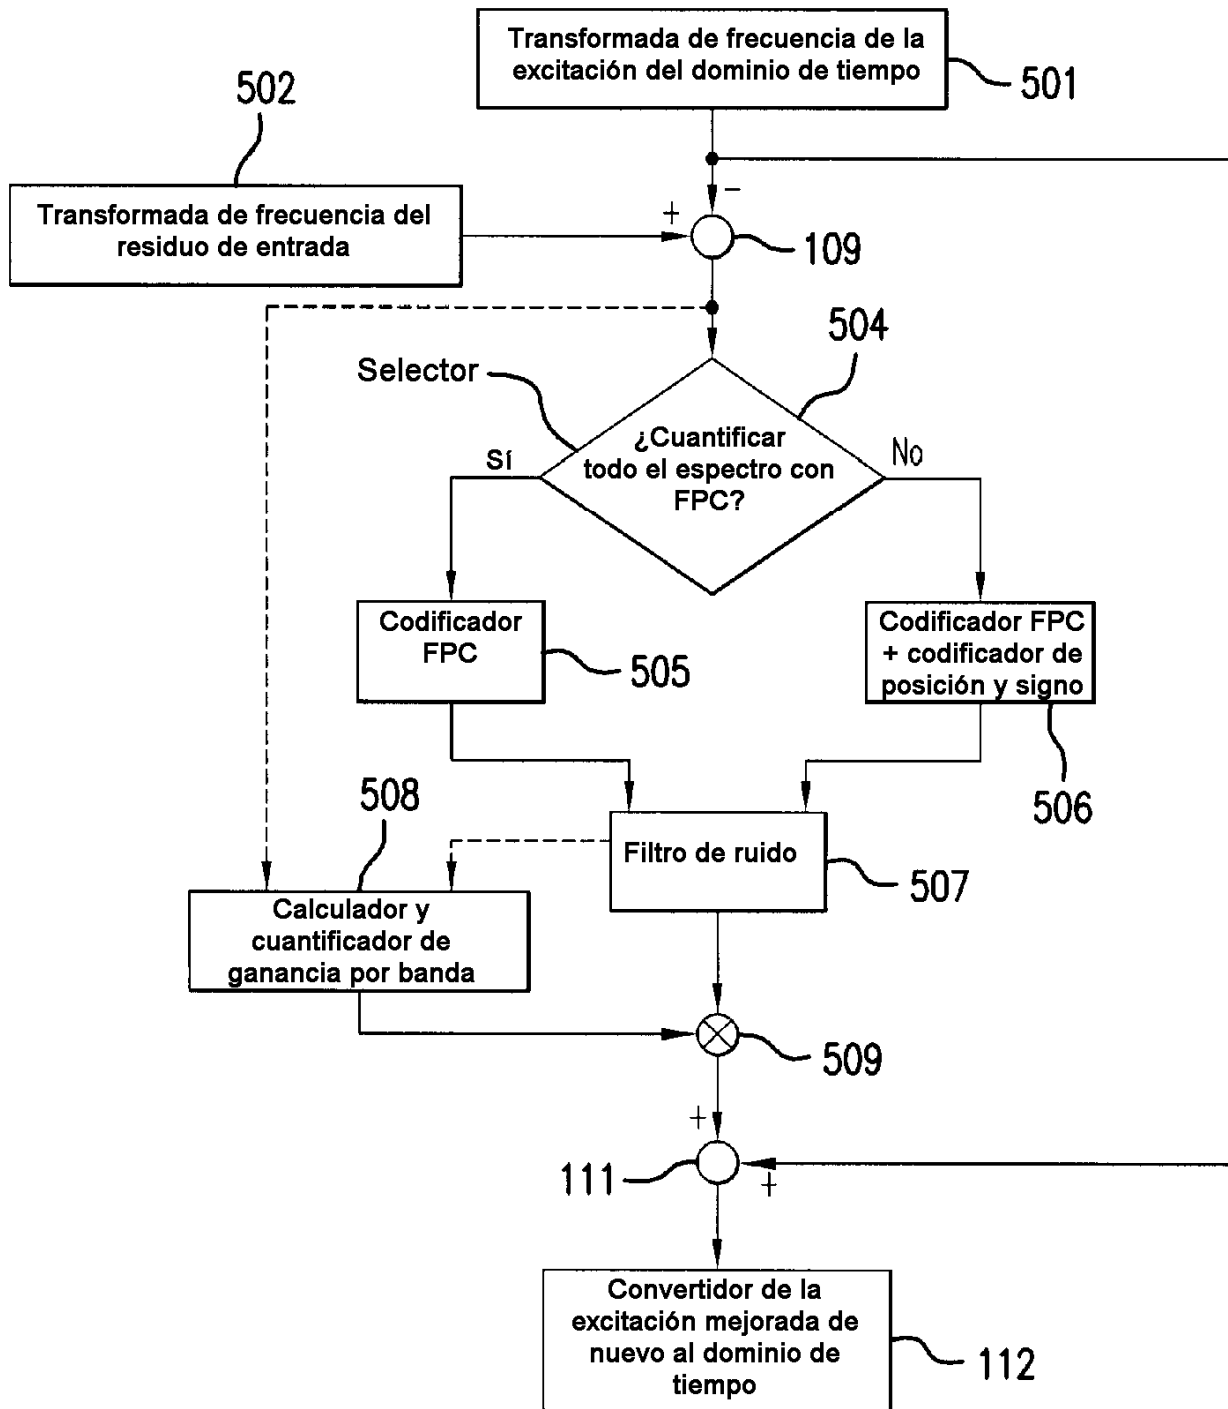 Transformada de frecuencia de la
excitación del dominio de tiempo
501
502
Transformada de frecuencia del
residuo de entrada
−
+
109
504
Selector
¿Cuantificar
todo el espectro con
FPC?
Sí
No
Codificador
FPC
505
Codificador FPC
+ codificador de
posición y signo
506
508
Filtro de ruido
507
Calculador y
cuantificador de
ganancia por banda
509
+
111
+
Convertidor de la
excitación mejorada de
nuevo al dominio de
tiempo
112